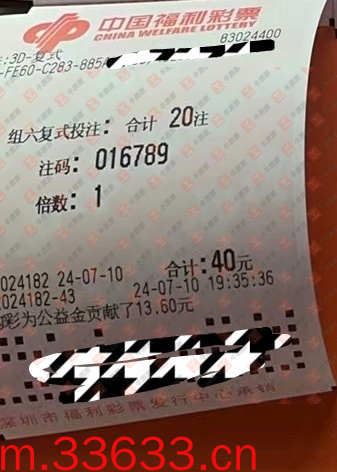 中国福利彩票
CHINA WELFARE LOTTERY
83024400
:3D-复式
-FE60-C283-885
组六复式投注: 合计 20注
注码: 016789
倍数: 1
024182 24-07-10 合计:40元
024182-43 24-07-10 19:35:36
彩为公益金贡献了13.60元
深圳市福利彩票发行中心承销
m.33633.cn